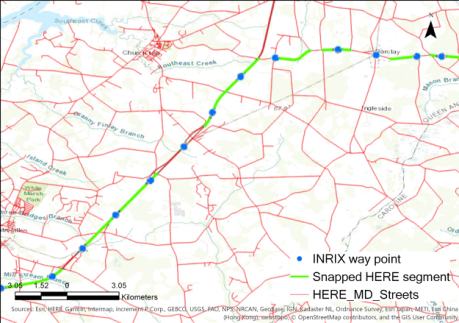 Southeast Creek
Church Hill
Southeast Creek
Barclay
Mason Branch
Ingleside
QUEEN AN
Granny Finley Branch
Island Creek
White
Marsh
Park
CAROLINE
INRIX way point
Snapped HERE segment
HERE_MD_Streets
3.05 1.52 0 3.05
Kilometers
Sources: Esri, HERE, Garmin, Intermap, increment P Corp., GEBCO, USGS, FAO, NPS, NRCAN, GeoBase, IGN, Kadaster NL, Ordnance Survey, Esri Japan, METI, Esri China
(Hong Kong), swisstopo, © OpenStreetMap contributors, and the GIS User Community